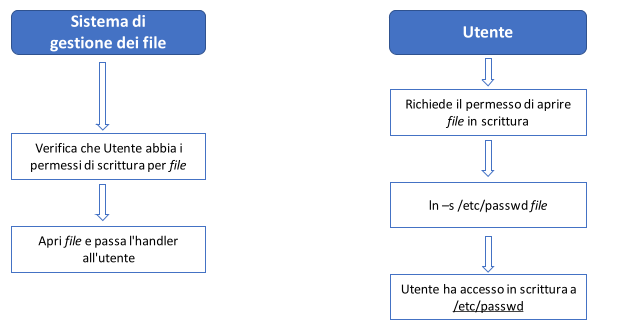 Sistema di
gestione dei file
Verifica che Utente abbia i
permessi di scrittura per file
Apri file e passa l'handler
all'utente
Utente
Richiede il permesso di aprire
file in scrittura
ln –s /etc/passwd file
Utente ha accesso in scrittura a
/etc/passwd